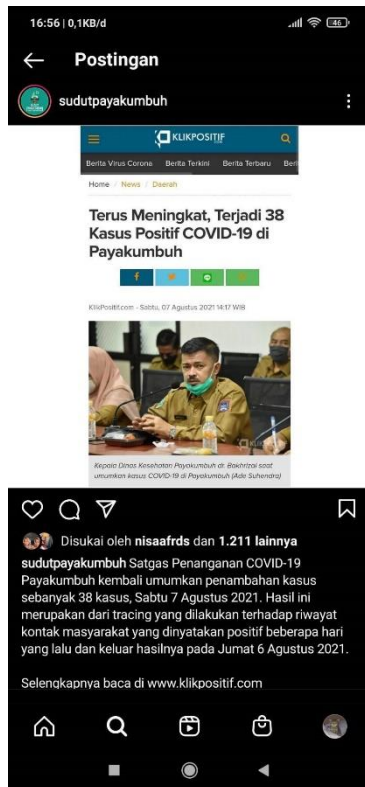 16:56 | 0,1KB/d
46
Postingan
sudutpayakumbuh
KLIKPOSITIF
Berita Virus Corona Berita Terkini Berita Terbaru Beri
Home / News / Daerah
Terus Meningkat, Terjadi 38
Kasus Positif COVID-19 di
Payakumbuh
KlikPositif.com - Sabtu, 07 Agustus 2021 14:17 WIB
KLIKPOSITIF
Kepala Dinas Kesehatan Payakumbuh dr. Bakhrizal saat
umumkan kasus COVID-19 di Payakumbuh (Ade Suhendra)
Disukai oleh nisaafrds dan 1.211 lainnya
sudutpayakumbuh Satgas Penanganan COVID-19
Payakumbuh kembali umumkan penambahan kasus
sebanyak 38 kasus, Sabtu 7 Agustus 2021. Hasil ini
merupakan dari tracing yang dilakukan terhadap riwayat
kontak masyarakat yang dinyatakan positif beberapa hari
yang lalu dan keluar hasilnya pada Jumat 6 Agustus 2021.
Selengkapnya baca di www.klikpositif.com